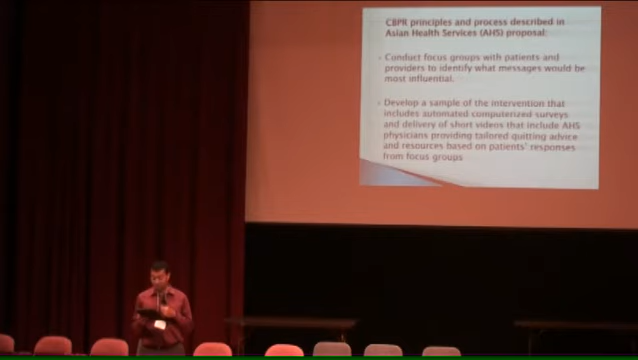 CBPR principles and process described in
Asian Health Services (AHS) proposal:
Conduct focus groups with patients and
providers to identify what messages would be
most influential.
Develop a sample of the intervention that
includes automated computerized surveys
and delivery of short videos that include AHS
physicians providing tailored quitting advice
and resources based on patients' responses
from focus groups